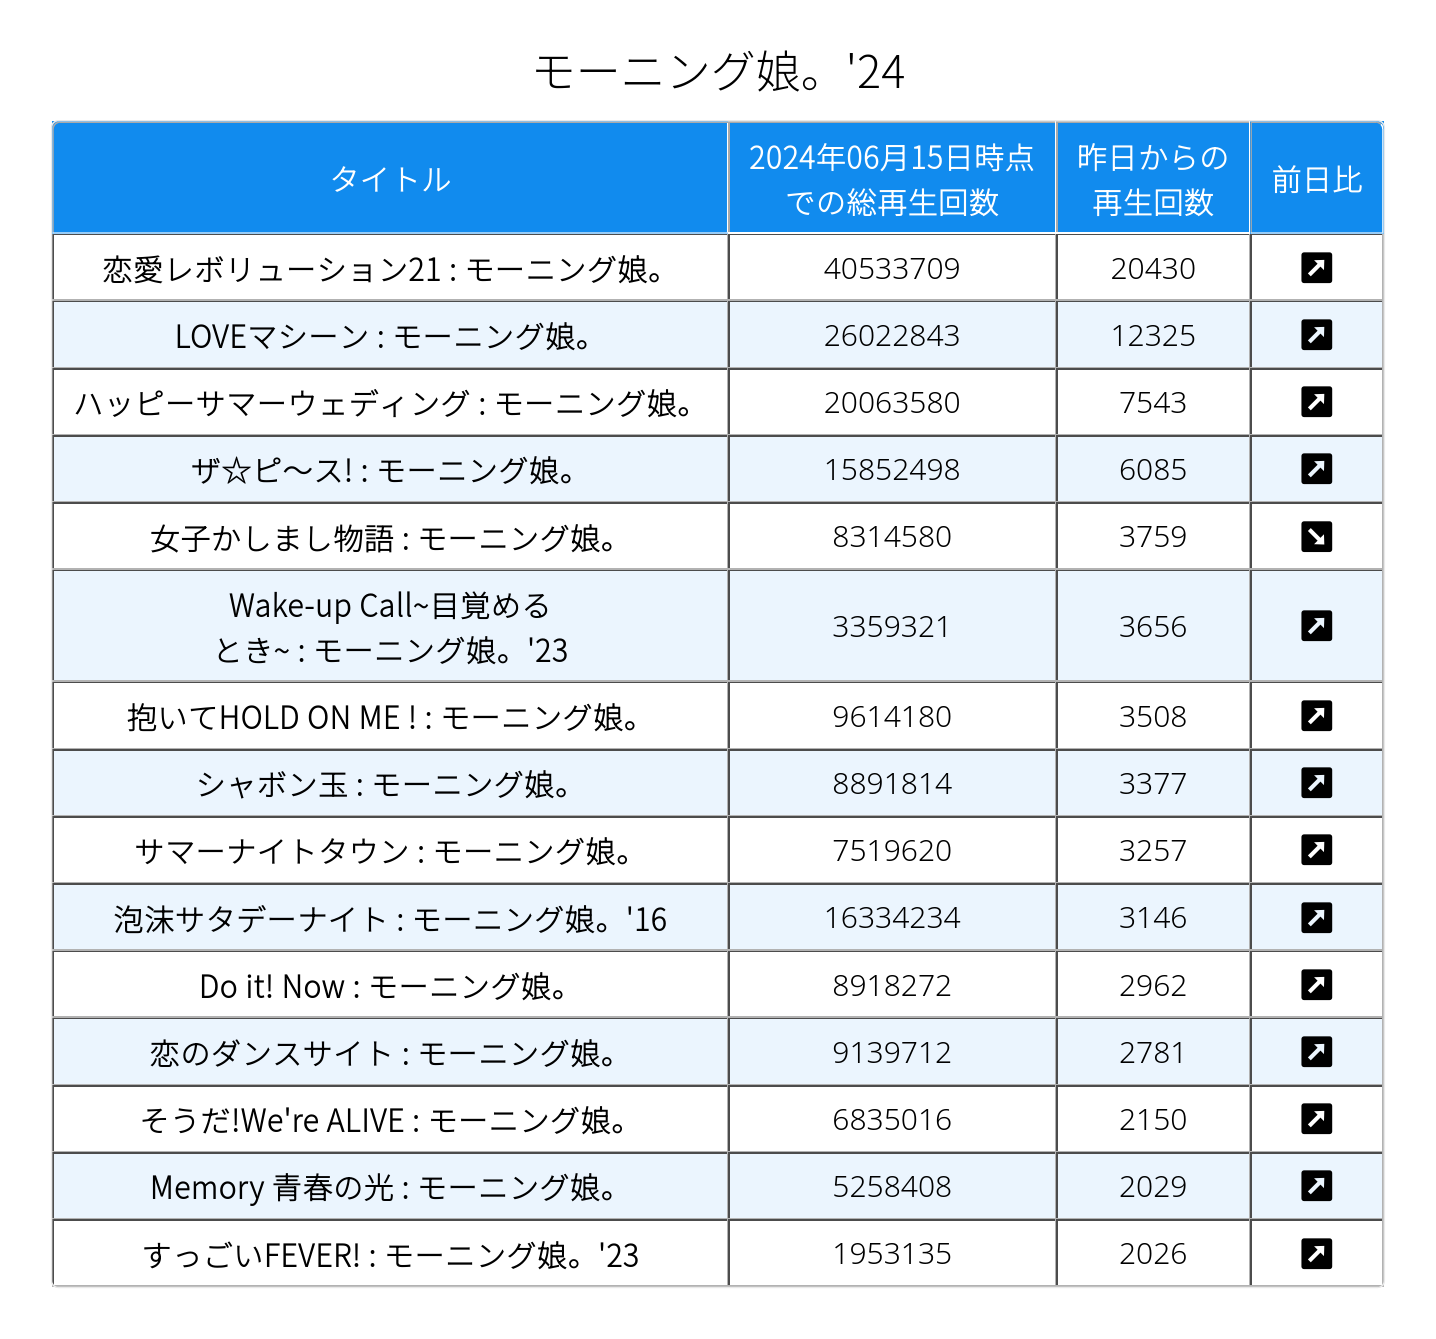 モーニング娘。'24
タイトル
2024年06月15日時点
での総再生回数
昨日からの
再生回数
前日比
恋愛レボリューション21 : モーニング娘。 40533709 20430
LOVEマシーン : モーニング娘。 26022843 12325
ハッピーサマーウェディング : モーニング娘。 20063580 7543
ザ☆ピ～ス! : モーニング娘。 15852498 6085
女子かしまし物語 : モーニング娘。 8314580 3759
Wake-up Call~目覚める
とき~ : モーニング娘。'23 3359321 3656
抱いてHOLD ON ME ! : モーニング娘。 9614180 3508
シャボン玉 : モーニング娘。 8891814 3377
サマーナイトタウン : モーニング娘。 7519620 3257
泡沫サタデーナイト : モーニング娘。'16 16334234 3146
Do it! Now : モーニング娘。 8918272 2962
恋のダンスサイト : モーニング娘。 9139712 2781
そうだ!We're ALIVE : モーニング娘。 6835016 2150
Memory 青春の光 : モーニング娘。 5258408 2029
すっごいFEVER! : モーニング娘。'23 1953135 2026